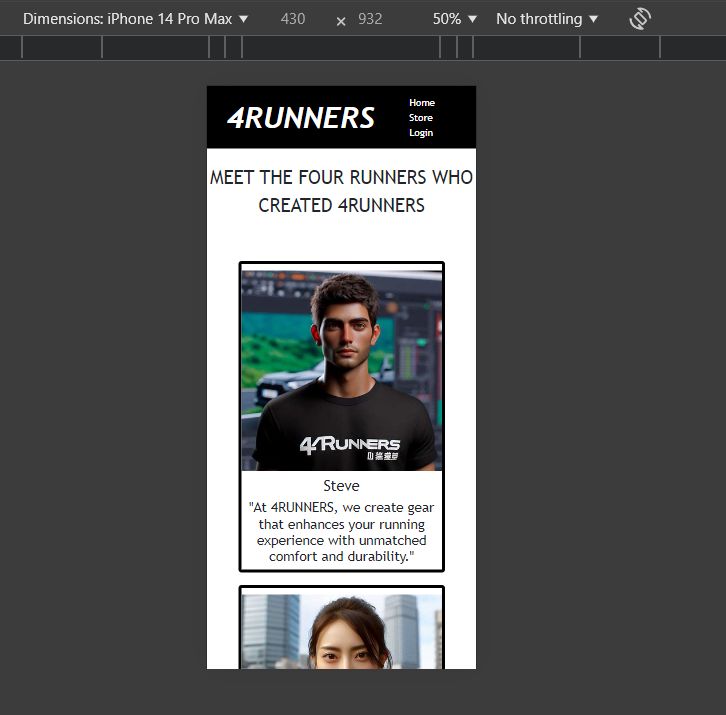 Dimensions: iPhone 14 Pro Max ▼ 430 × 932 50% ▼ No throttling ▼
4RUNNERS
Home
Store
Login
MEET THE FOUR RUNNERS WHO
CREATED 4RUNNERS
4RUNNERS
Steve
"At 4RUNNERS, we create gear
that enhances your running
experience with unmatched
comfort and durability."